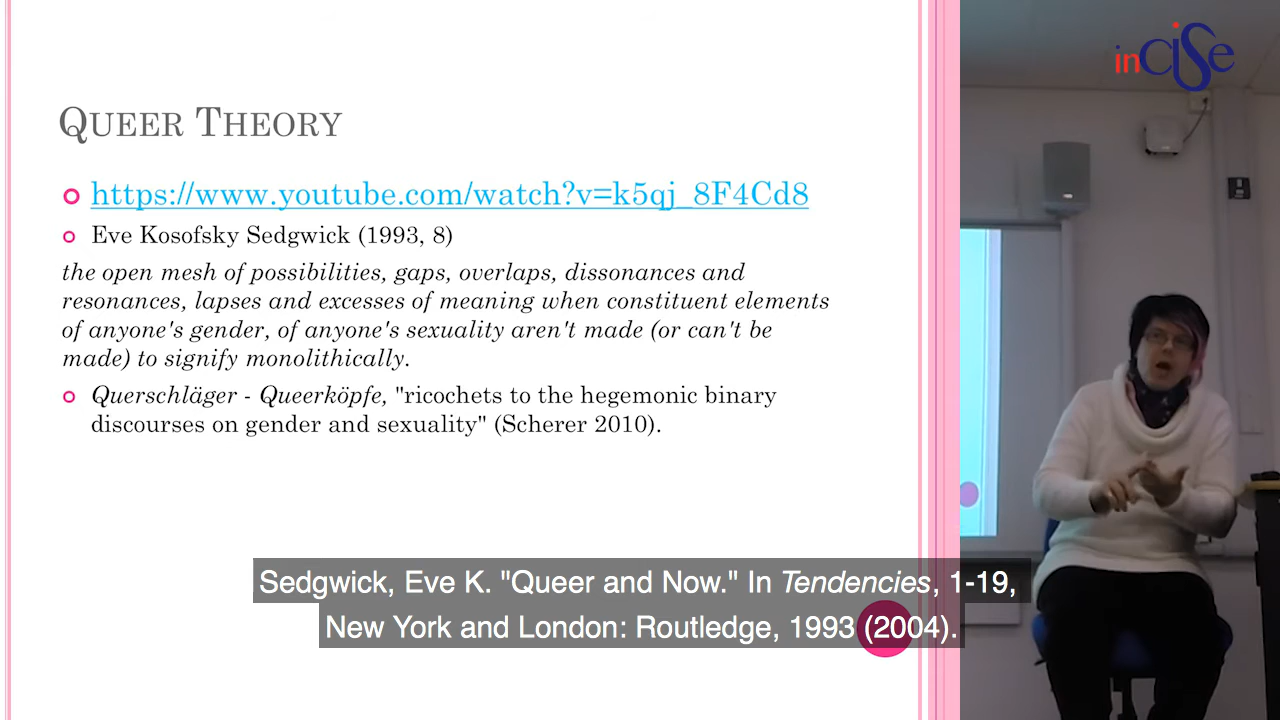 inCiSe
QUEER THEORY
https://www.youtube.com/watch?v=k5qj_8F4Cd8
Eve Kosofsky Sedgwick (1993, 8)
the open mesh of possibilities, gaps, overlaps, dissonances and
resonances, lapses and excesses of meaning when constituent elements
of anyone's gender, of anyone's sexuality aren't made (or can't be
made) to signify monolithically.
Querschläger - Queerköpfe, "ricochets to the hegemonic binary
discourses on gender and sexuality" (Scherer 2010).
Sedgwick, Eve K. "Queer and Now." In Tendencies, 1-19,
New York and London: Routledge, 1993 (2004).